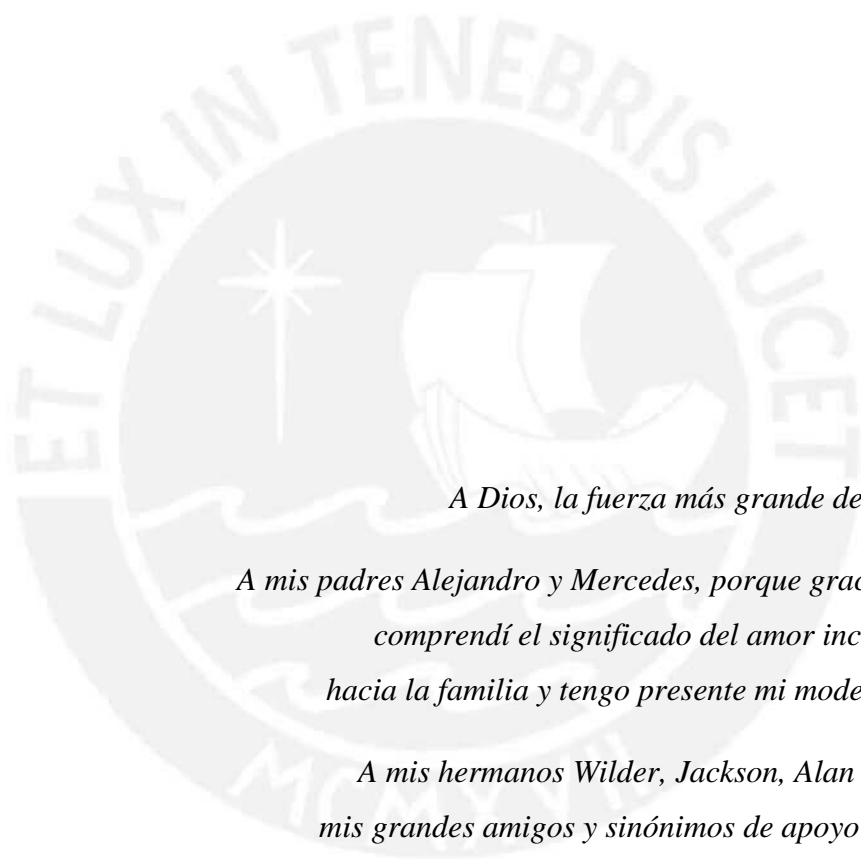 ET LUX IN TENEBRIS LUCET
MCMXVII
A Dios, la fuerza más grande de
A mis padres Alejandro y Mercedes, porque
comprendí el significado del amor
hacia la familia y tengo presente mi
A mis hermanos Wilder, Jackson, Alan
mis grandes amigos y sinónimos de apoyo